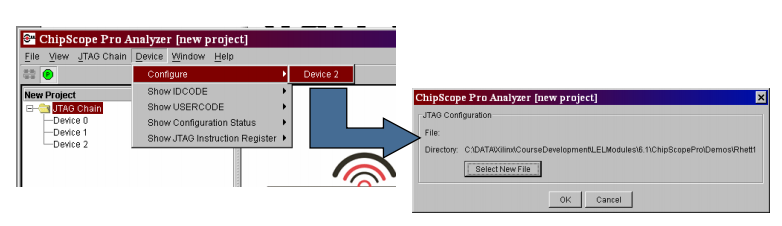 ChipScope Pro Analyzer [new project]
File View JTAG Chain Device Window Help
New Project
JTAG Chain
Device 0
Device 1
Device 2
Configure
Show IDCODE
Show USERCODE
Show Configuration Status
Show JTAG Instruction Register
Device 2
ChipScope Pro Analyzer [new project]
JTAG Configuration
File:
Directory: C:\DATA\Xilinx\CourseDevelopment\LELModules\6.1\ChipScopePro\Demos\Rhett1
Select New File
OK Cancel